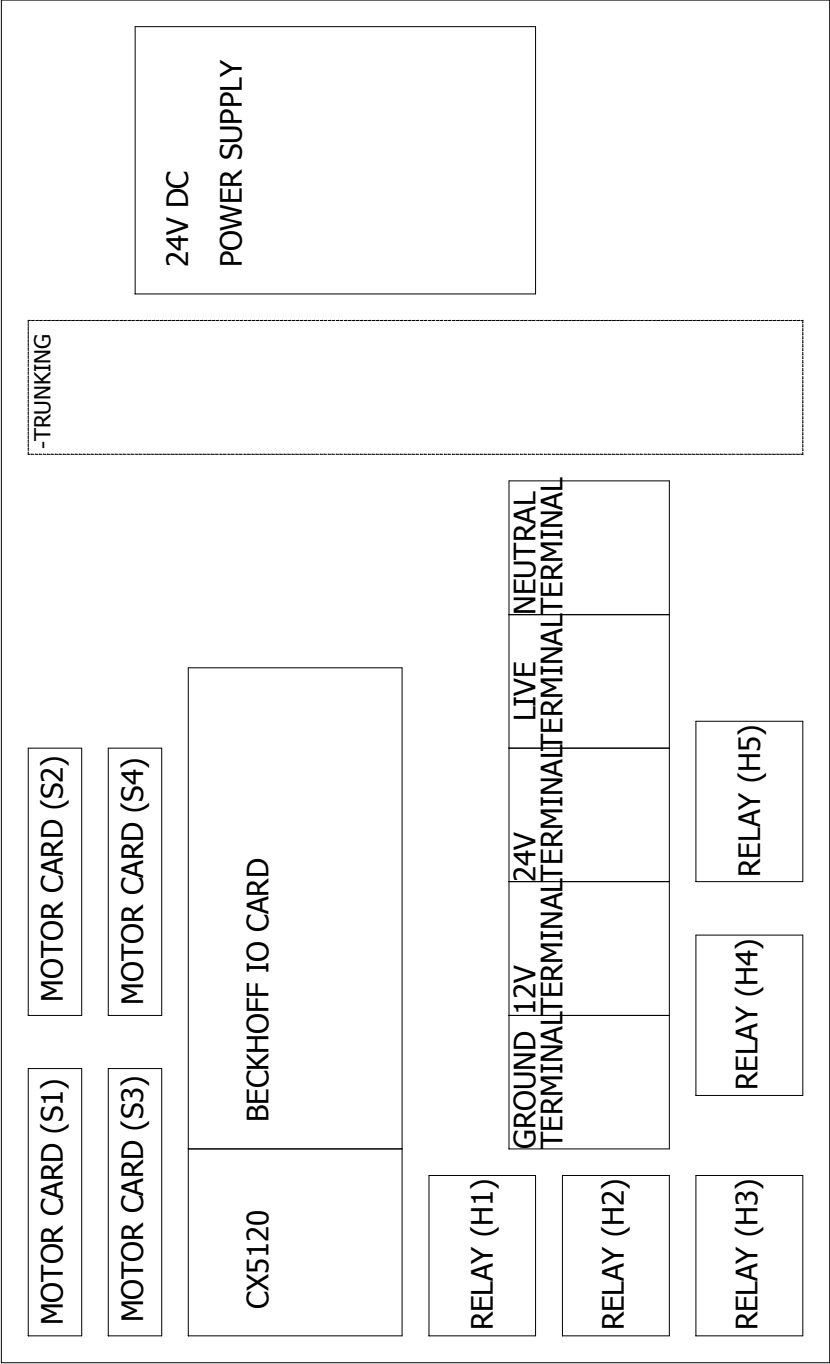 MOTOR CARD (S1)
MOTOR CARD (S2)
MOTOR CARD (S3)
MOTOR CARD (S4)
CX5120
BECKHOFF IO CARD
-TRUNKING
24V DC
POWER SUPPLY
RELAY (H1)
GROUND
TERMINAL
12V
TERMINAL
24V
TERMINAL
LIVE
TERMINAL
NEUTRAL
TERMINAL
RELAY (H2)
RELAY (H3)
RELAY (H4)
RELAY (H5)